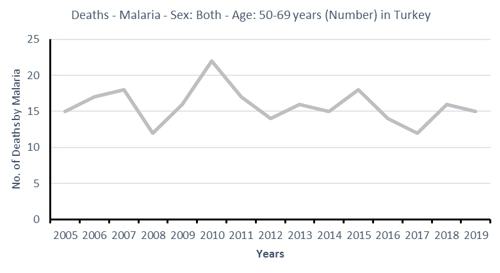 Deaths - Malaria - Sex: Both - Age: 50-69 years (Number) in Turkey
25
20
15
10
5
0
No. of Deaths by Malaria
2005 2006 2007 2008 2009 2010 2011 2012 2013 2014 2015 2016 2017 2018 2019
Years